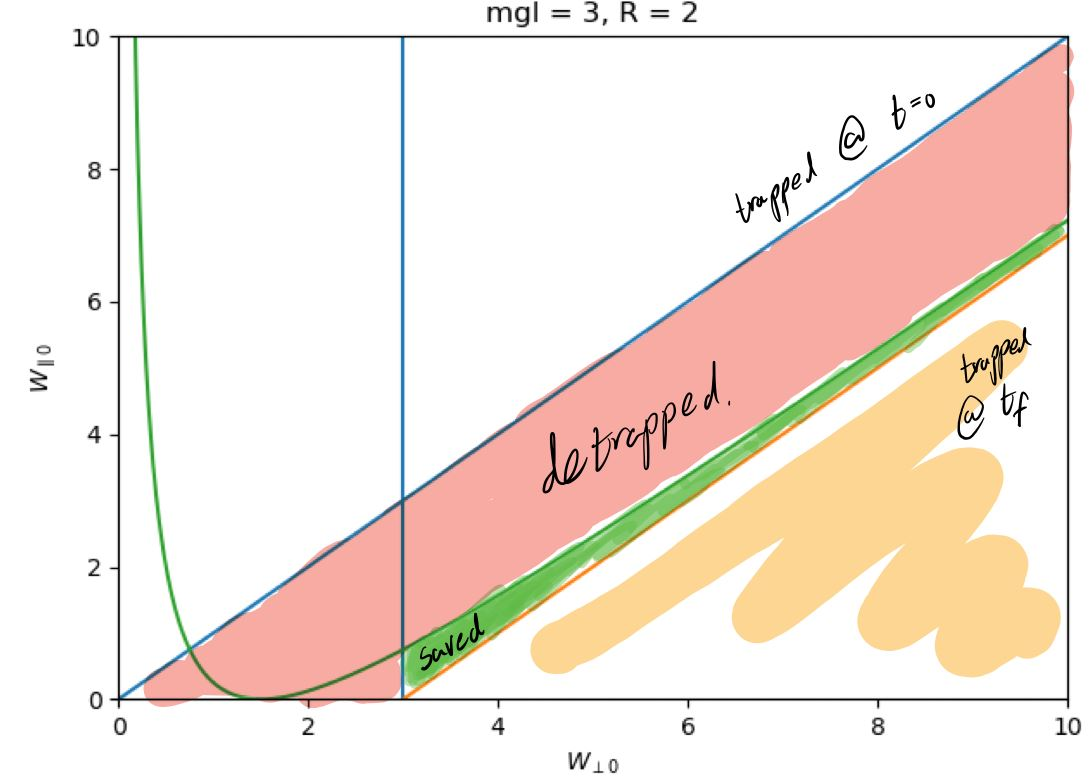 mgl = 3, R = 2
10
8
6
4
2
0
W∥0
trapped @ t=0
detrapped.
saved
trapped
@ tf
0
2
4
6
8
10
W⊥0